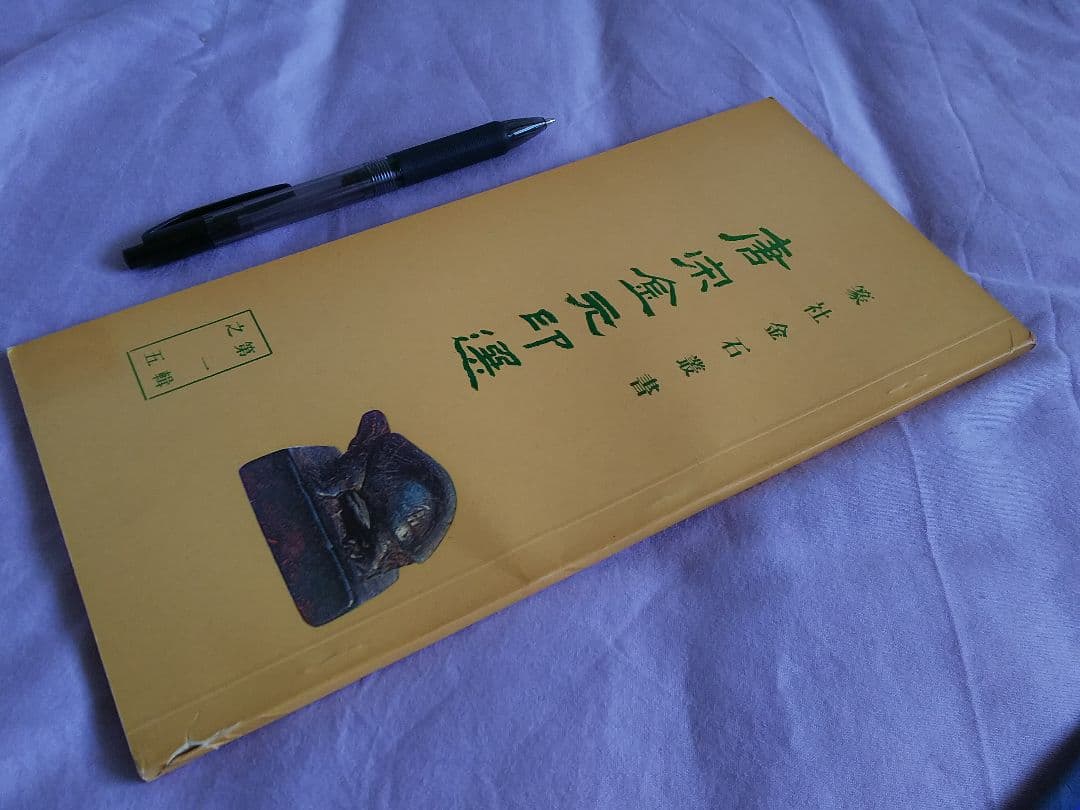 篆社金石叢書
唐宋金元印選
第一輯
之五